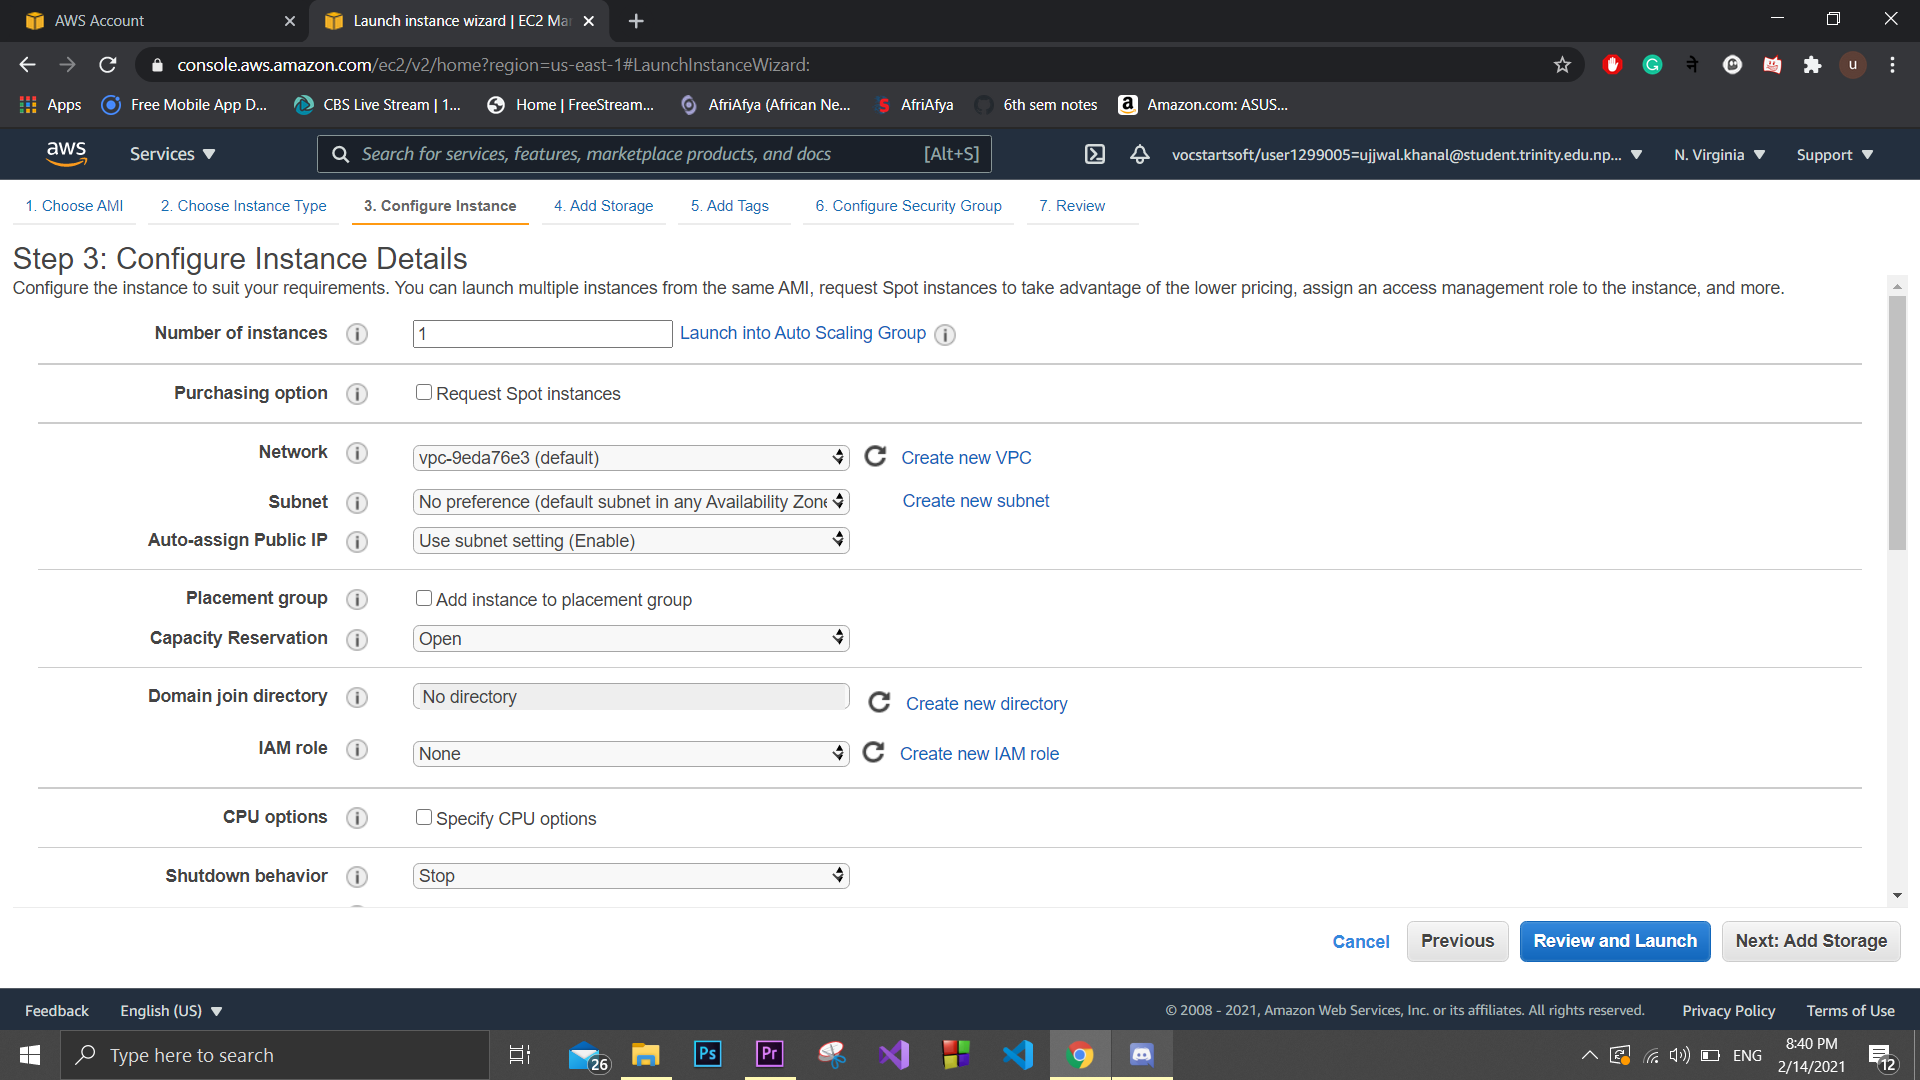 AWS Account
Launch instance wizard | EC2 Mar
console.aws.amazon.com/ec2/v2/home?region=us-east-1#LaunchInstanceWizard:
Apps Free Mobile App D... CBS Live Stream | 1... Home | FreeStream... AfriAfya (African Ne... AfriAfya 6th sem notes Amazon.com: ASUS...
aws Services Search for services, features, marketplace products, and docs [Alt+S] vocstartsoft/user1299005=ujjwal.khanal@student.trinity.edu.np... N. Virginia Support
1. Choose AMI 2. Choose Instance Type 3. Configure Instance 4. Add Storage 5. Add Tags 6. Configure Security Group 7. Review
Step 3: Configure Instance Details
Configure the instance to suit your requirements. You can launch multiple instances from the same AMI, request Spot instances to take advantage of the lower pricing, assign an access management role to the instance, and more.
Number of instances 1 Launch into Auto Scaling Group
Purchasing option Request Spot instances
Network vpc-9eda76e3 (default) Create new VPC
Subnet No preference (default subnet in any Availability Zone Create new subnet
Auto-assign Public IP Use subnet setting (Enable)
Placement group Add instance to placement group
Capacity Reservation Open
Domain join directory No directory Create new directory
IAM role None Create new IAM role
CPU options Specify CPU options
Shutdown behavior Stop
Cancel Previous Review and Launch Next: Add Storage
Feedback English (US) © 2008 - 2021, Amazon Web Services, Inc. or its affiliates. All rights reserved. Privacy Policy Terms of Use
Type here to search 26 Ps Pr ENG 8:40 PM
2/14/2021 12